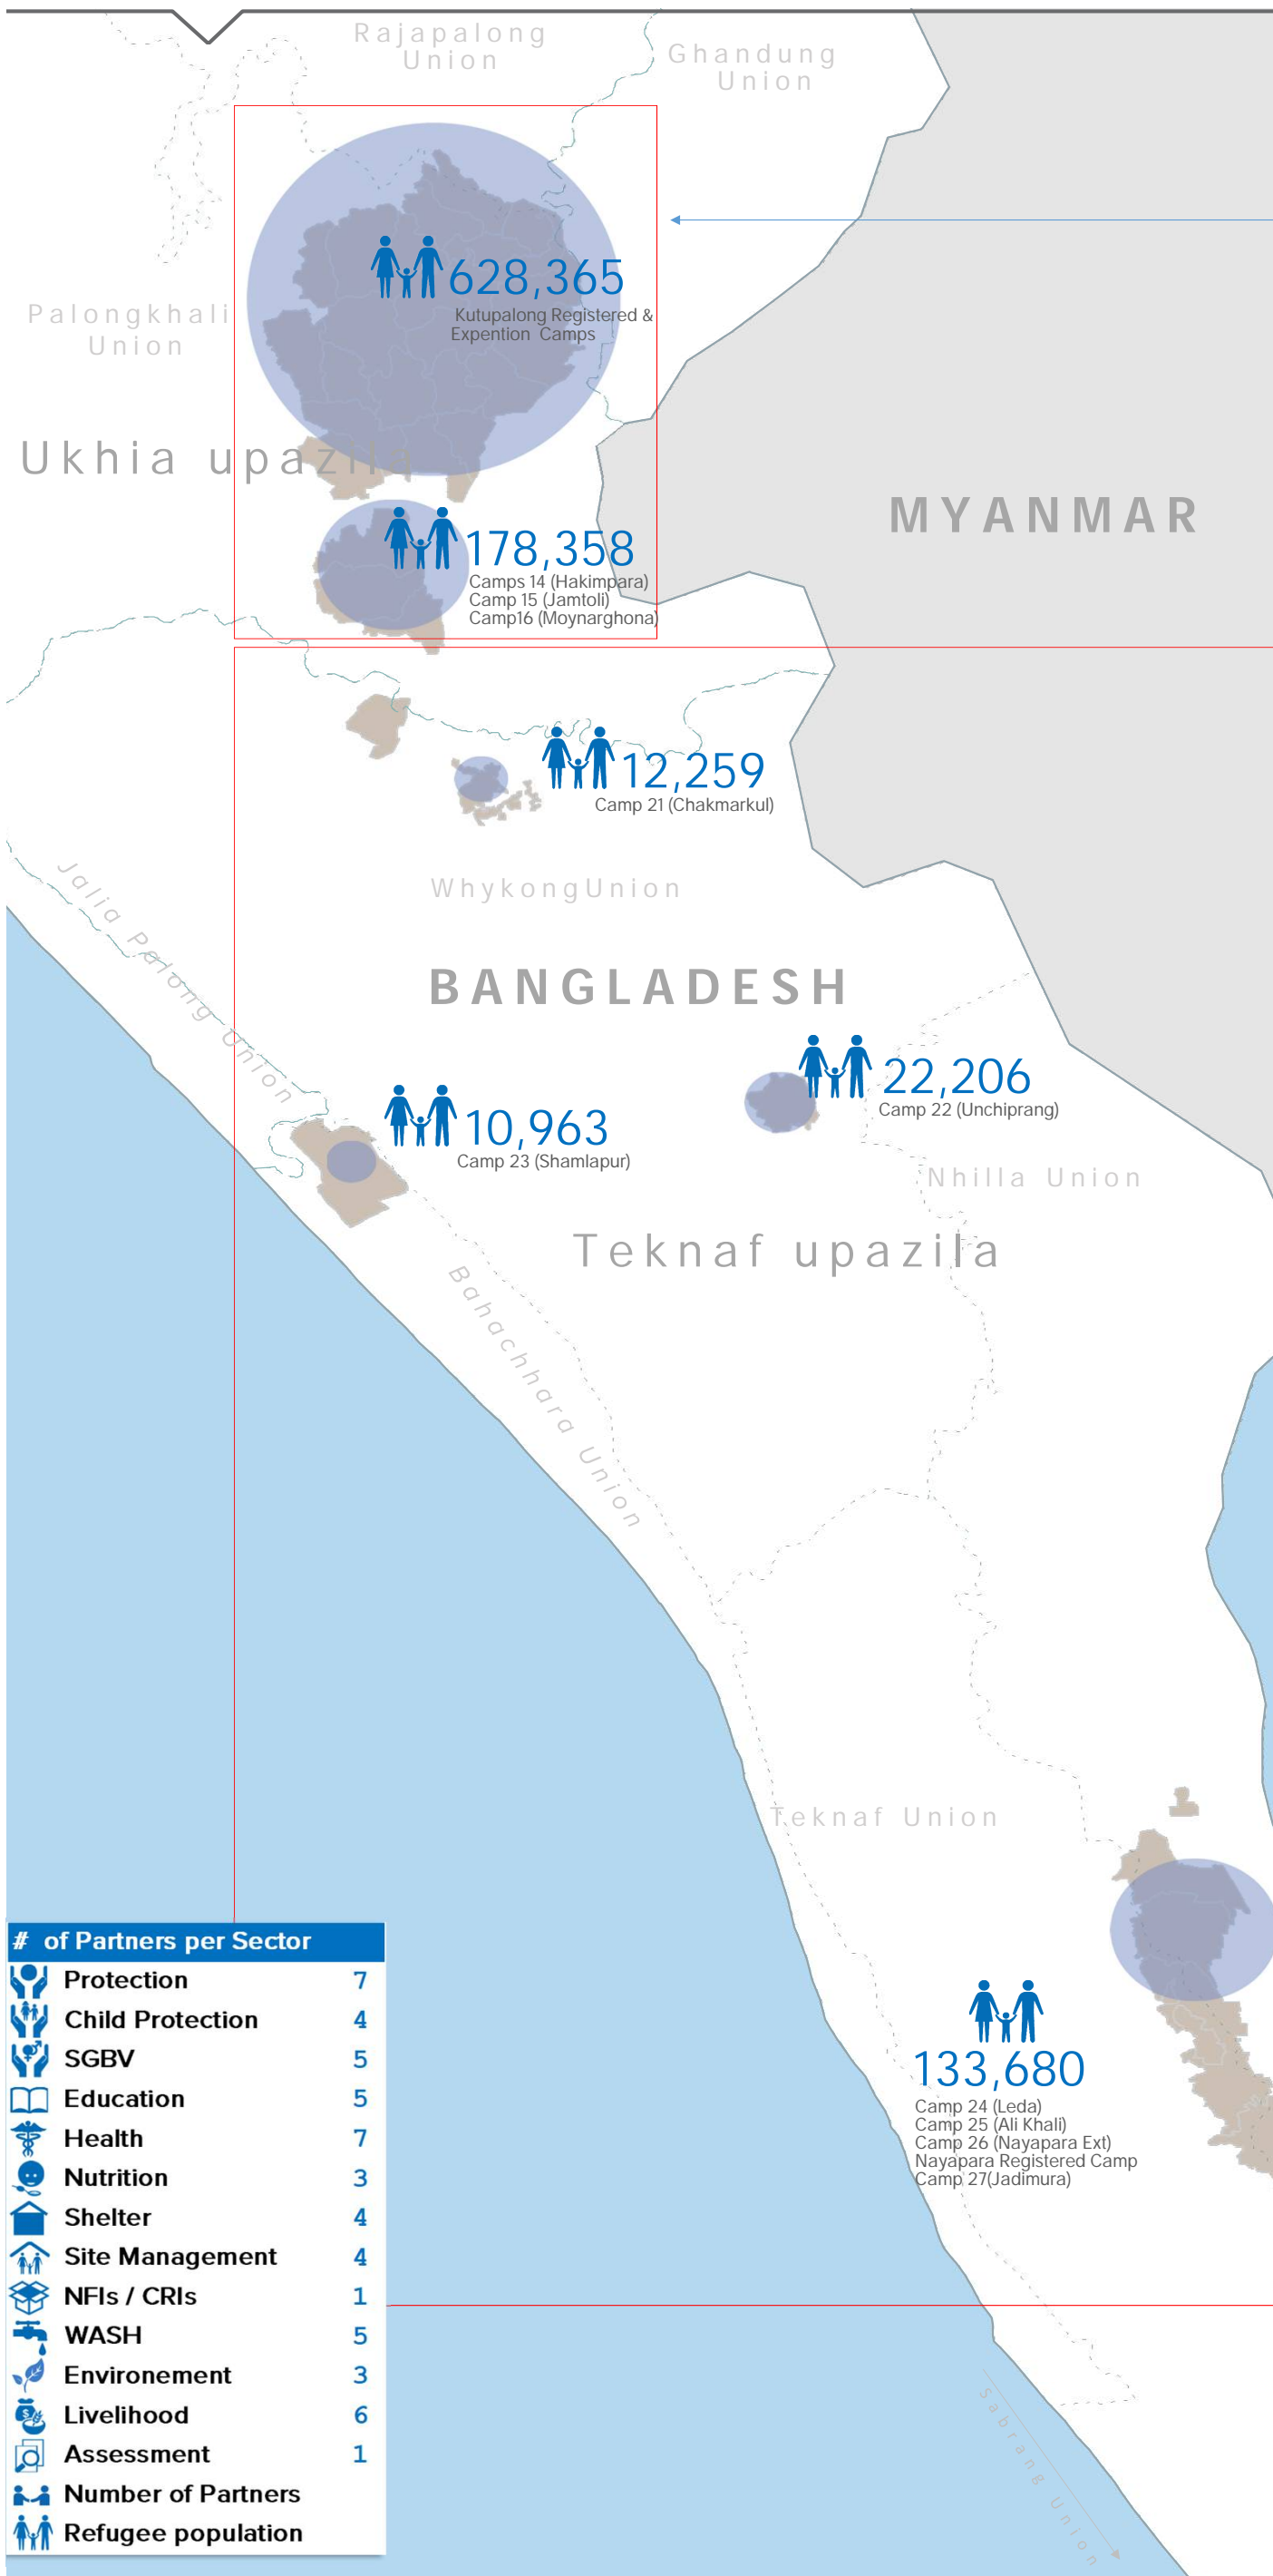 Rajapalong
Union
Ghandung
Union
628,365
Kutupalong Registered &
Expention Camps
Palongkhali
Union
Ukhia upazila
MYANMAR
178,358
Camps 14 (Hakimpara)
Camp 15 (Jamtoli)
Camp16 (Moynarghona)
12,259
Camp 21 (Chakmarkul)
Jalia Palong Union
WhykongUnion
BANGLADESH
22,206
Camp 22 (Unchiprang)
10,963
Camp 23 (Shamlapur)
Nhilla Union
Teknaf upazila
Bahachhara Union
Teknaf Union
133,680
Camp 24 (Leda)
Camp 25 (Ali Khali)
Camp 26 (Nayapara Ext)
Nayapara Registered Camp
Camp 27(Jadimura)
Sabrang Union
# of Partners per Sector
Protection 7
Child Protection 4
SGBV 5
Education 5
Health 7
Nutrition 3
Shelter 4
Site Management 4
NFIs / CRIs 1
WASH 5
Environement 3
Livelihood 6
Assessment 1
Number of Partners
Refugee population